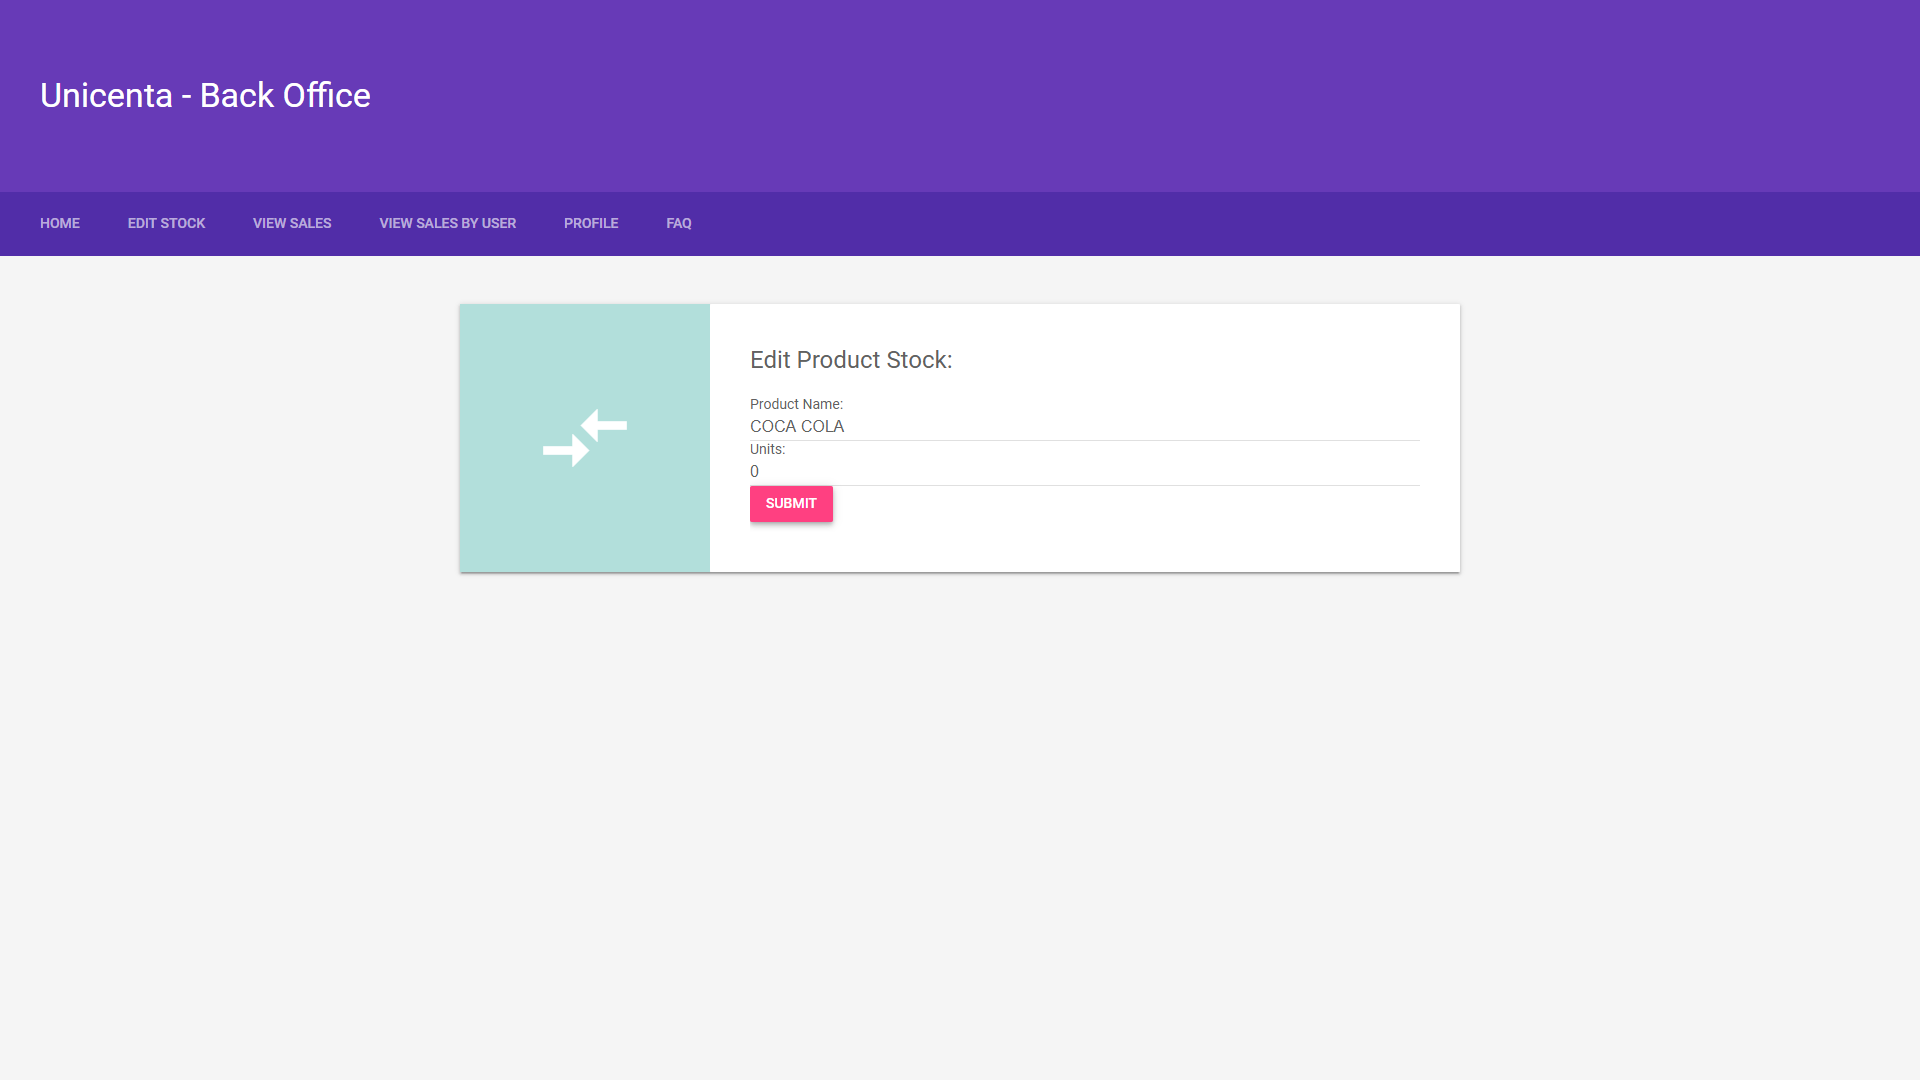 Unicenta - Back Office
HOME EDIT STOCK VIEW SALES VIEW SALES BY USER PROFILE FAQ
Edit Product Stock:
Product Name:
COCA COLA
Units:
0
SUBMIT